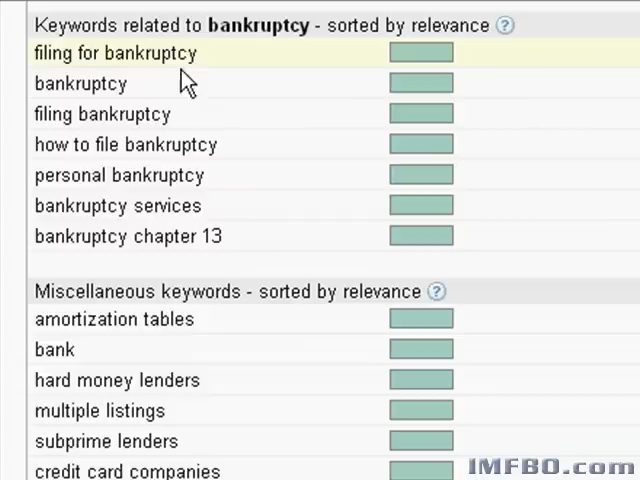 Keywords related to bankruptcy - sorted by relevance ?
filing for bankruptcy
bankruptcy
filing bankruptcy
how to file bankruptcy
personal bankruptcy
bankruptcy services
bankruptcy chapter 13
Miscellaneous keywords - sorted by relevance ?
amortization tables
bank
hard money lenders
multiple listings
subprime lenders
credit card companies
IMFBO.com